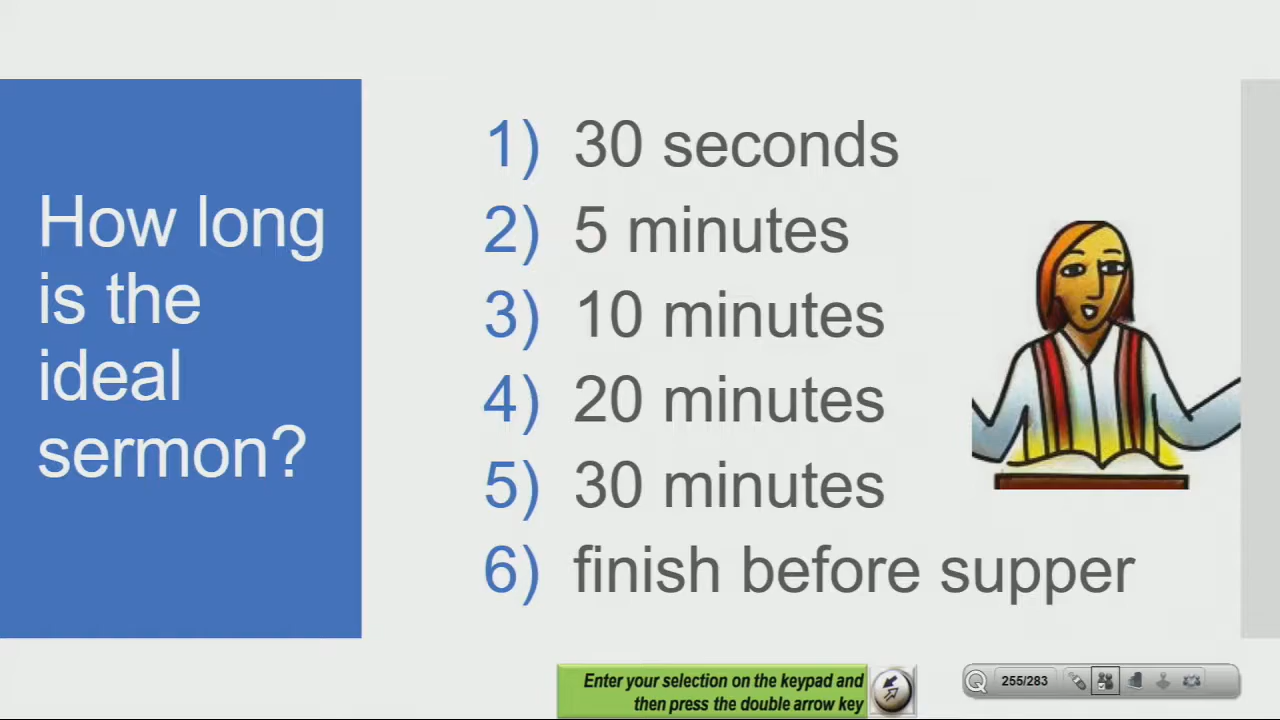 How long
is the
ideal
sermon?
1) 30 seconds
2) 5 minutes
3) 10 minutes
4) 20 minutes
5) 30 minutes
6) finish before supper
Enter your selection on the keypad and
then press the double arrow key
255/283